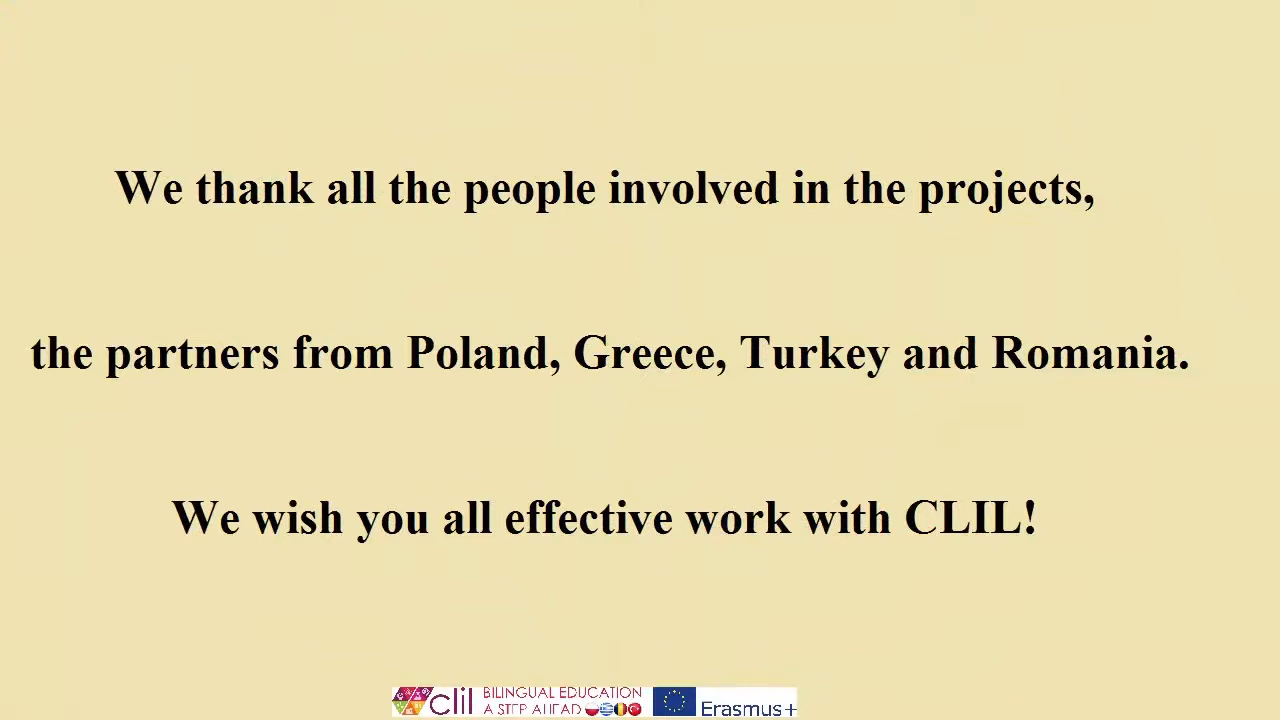 We thank all the people involved in the projects,
the partners from Poland, Greece, Turkey and Romania.
We wish you all effective work with CLIL!
clil BILINGUAL EDUCATION
A STEP AHEAD
Erasmus+